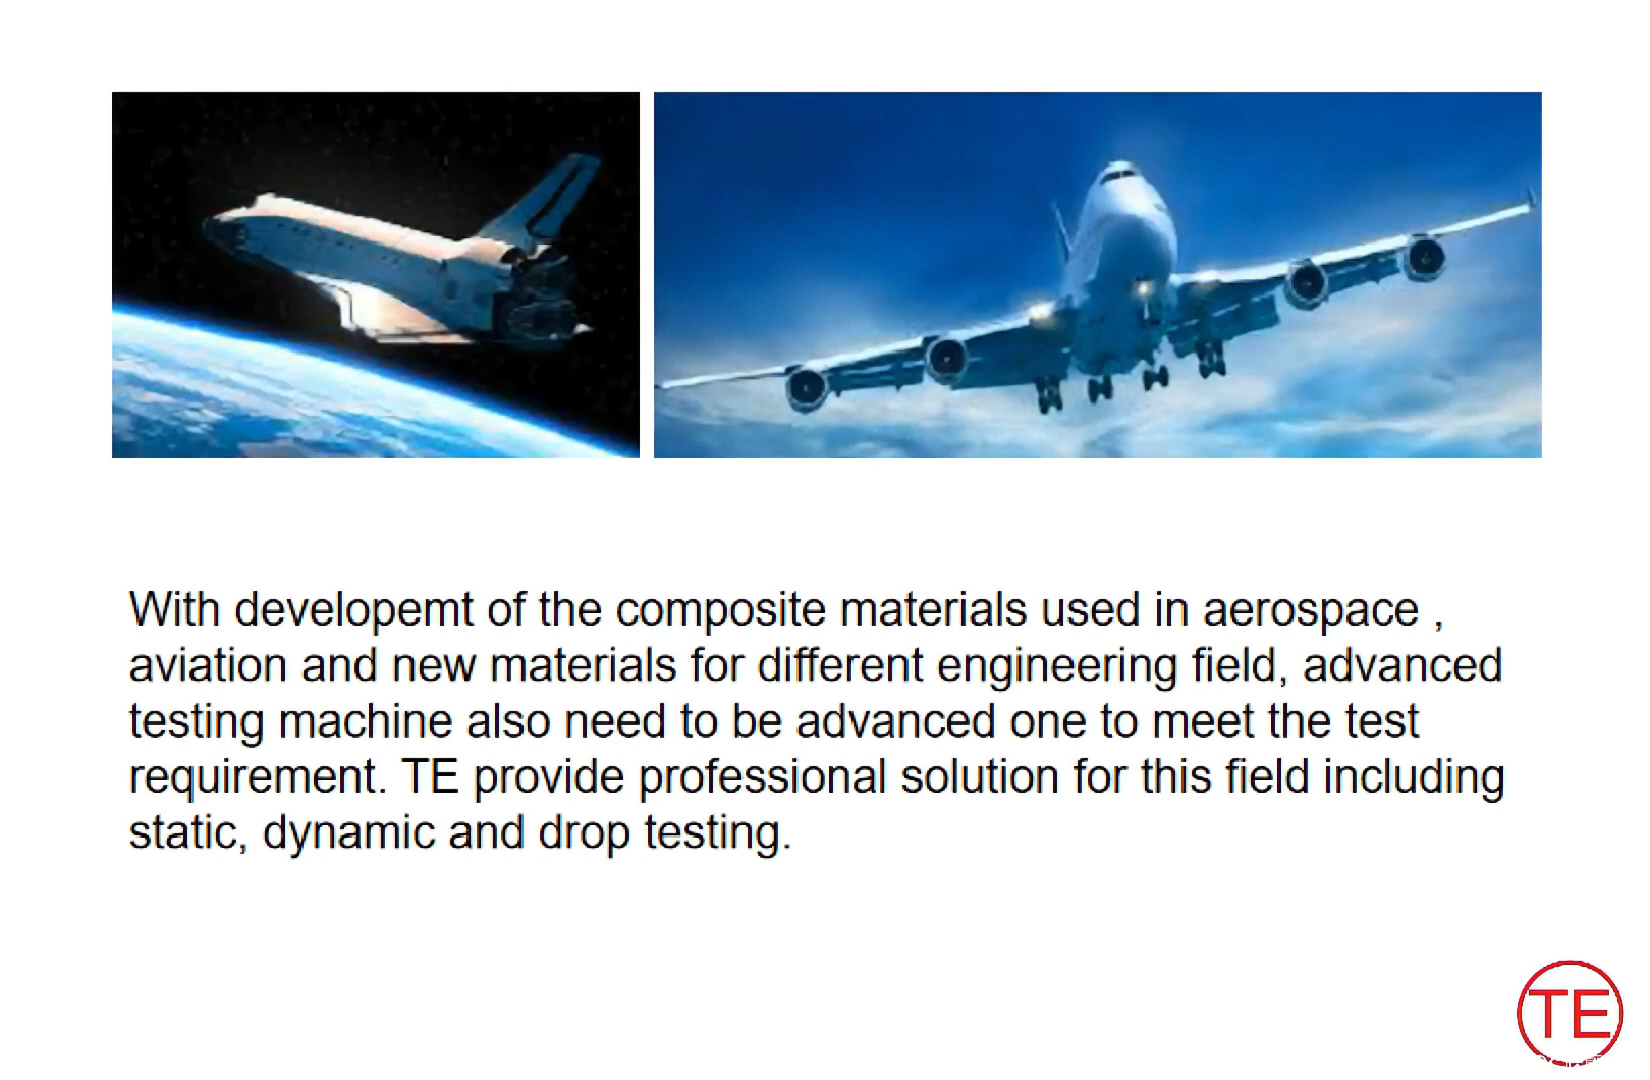 With developemt of the composite materials used in aerospace ,
aviation and new materials for different engineering field, advanced
testing machine also need to be advanced one to meet the test
requirement. TE provide professional solution for this field including
static, dynamic and drop testing.
TE